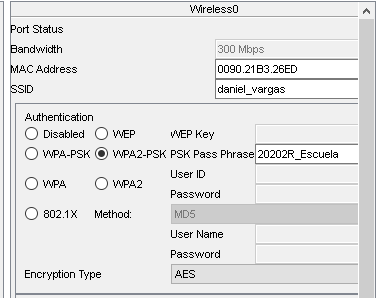 Wireless0
Port Status
Bandwidth 300 Mbps
MAC Address 0090.21B3.26ED
SSID daniel_vargas
Authentication
Disabled WEP WEP Key
WPA-PSK WPA2-PSK PSK Pass Phrase 20202R_Escuela
User ID
WPA WPA2 Password
802.1X Method: MD5
User Name
Password
Encryption Type AES